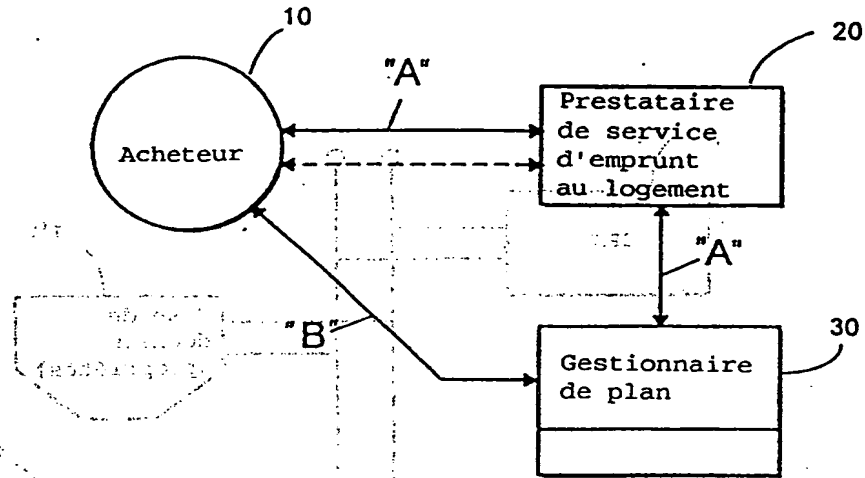 10
20
"A"
Prestataire
de service
d'emprunt
au logement
Acheteur
"A"
"B"
30
Gestionnaire
de plan